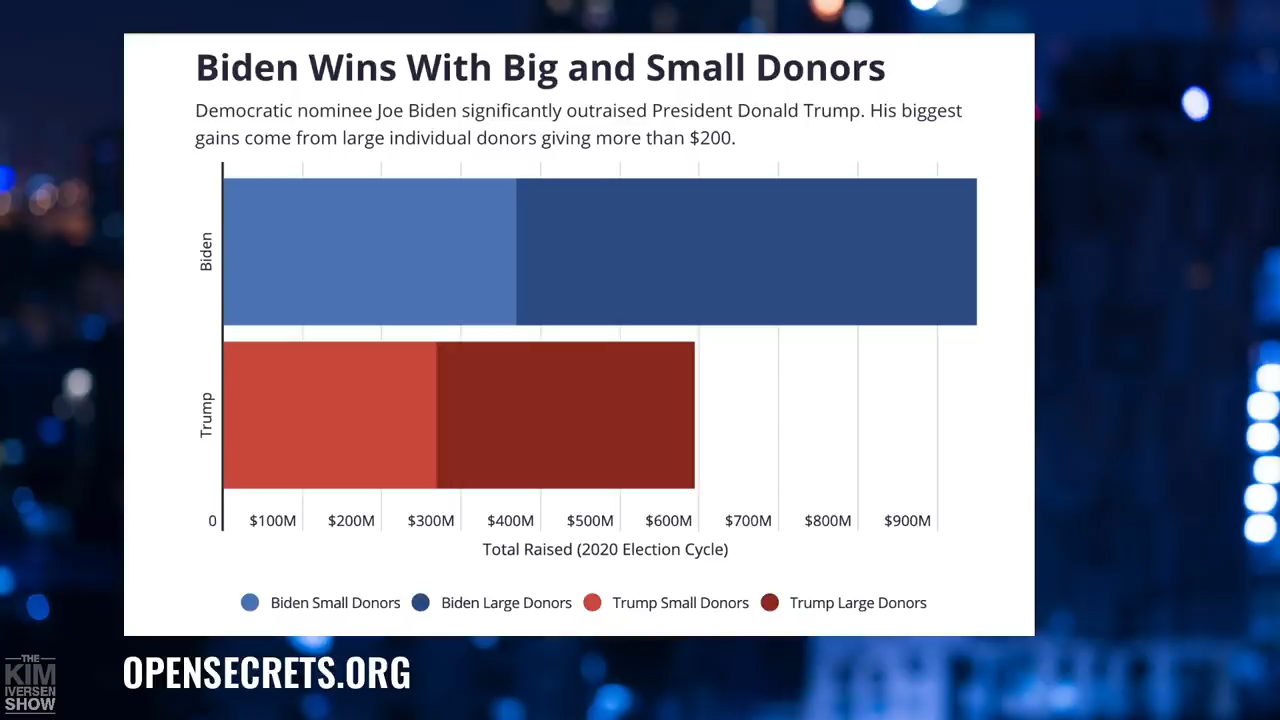 Biden Wins With Big and Small Donors
Democratic nominee Joe Biden significantly outraised President Donald Trump. His biggest
gains come from large individual donors giving more than $200.
Biden
Trump
0 $100M $200M $300M $400M $500M $600M $700M $800M $900M
Total Raised (2020 Election Cycle)
Biden Small Donors Biden Large Donors Trump Small Donors Trump Large Donors
OPENSECRETS.ORG
THE
KIM
IVERSEN
SHOW